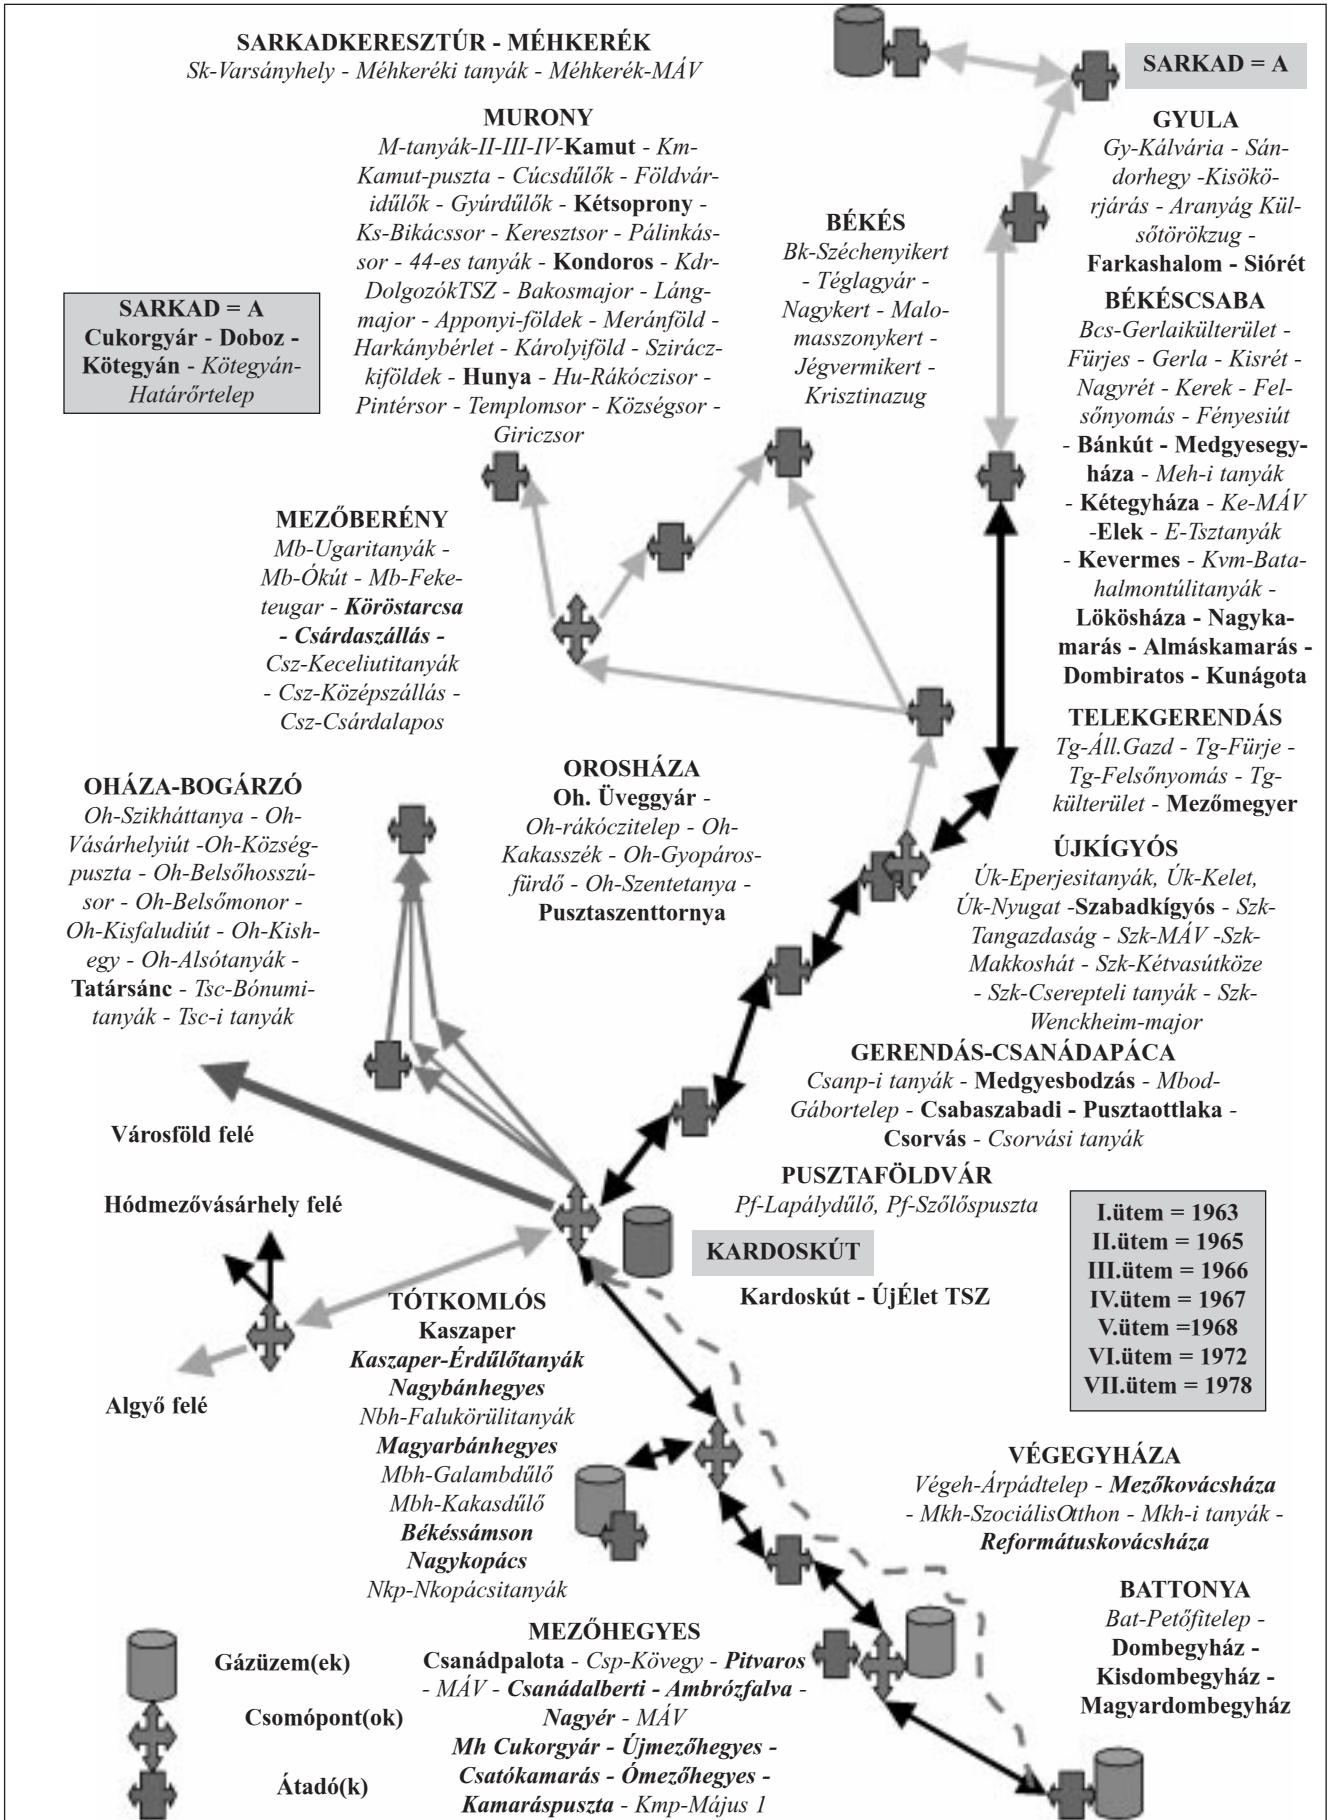 SARKADKERESZTÚR - MÉHKERÉK
Sk-Varsányhely - Méhkeréki tanyák - Méhkerék-MÁV
SARKAD = A
MURONY
M-tanyák-II-III-IV-Kamut - Km-
Kamut-puszta - Cúcsdűlők - Földvár-
idűlők - Gyúrdűlők - Kétsoprony -
Ks-Bikácssor - Keresztsor - Pálinkás-
sor - 44-es tanyák - Kondoros - Kdr-
DolgozókTSZ - Bakosmajor - Láng-
major - Apponyi-földek - Meránföld -
Harkánybérlet - Károlyiföld - Szirácz-
kiföldek - Hunya - Hu-Rákóczisor -
Pintérsor - Templomsor - Községsor -
Giriczsor
GYULA
Gy-Kálvária - Sán-
dorhegy -Kisökö-
rjárás - Aranyág Kül-
sőtörökzug -
Farkashalom - Siórét
BÉKÉS
Bk-Széchenyikert
- Téglagyár -
Nagykert - Malo-
masszonykert -
Jégvermikert -
Krisztinazug
SARKAD = A
Cukorgyár - Doboz -
Kötegyán - Kötegyán-
Határőrtelep
BÉKÉSCSABA
Bcs-Gerlaikülterület -
Fürjes - Gerla - Kisrét -
Nagyrét - Kerek - Fel-
sőnyomás - Fényesiút
- Bánkút - Medgyesegy-
háza - Meh-i tanyák
- Kétegyháza - Ke-MÁV
-Elek - E-Tsztanyák
- Kevermes - Kvm-Bata-
halmontúlitanyák -
Lökösháza - Nagyka-
marás - Almáskamarás -
Dombiratos - Kunágota
MEZŐBERÉNY
Mb-Ugaritanyák -
Mb-Ókút - Mb-Feke-
teugar - Köröstarcsa
- Csárdaszállás -
Csz-Keceliutitanyák
- Csz-Középszállás -
Csz-Csárdalapos
TELEKGERENDÁS
Tg-Áll.Gazd - Tg-Fürje -
Tg-Felsőnyomás - Tg-
külterület - Mezőmegyer
OHÁZA-BOGÁRZÓ
Oh-Szikháttanya - Oh-
Vásárhelyiút -Oh-Község-
puszta - Oh-Belsőhosszú-
sor - Oh-Belsőmonor -
Oh-Kisfaludiút - Oh-Kish-
egy - Oh-Alsótanyák -
Tatársánc - Tsc-Bónumi-
tanyák - Tsc-i tanyák
OROSHÁZA
Oh. Üveggyár -
Oh-rákóczitelep - Oh-
Kakasszék - Oh-Gyopáros-
fürdő - Oh-Szentetanya -
Pusztaszenttornya
ÚJKÍGYÓS
Úk-Eperjesitanyák, Úk-Kelet,
Úk-Nyugat -Szabadkígyós - Szk-
Tangazdaság - Szk-MÁV -Szk-
Makkoshát - Szk-Kétvasútköze
- Szk-Cserepteli tanyák - Szk-
Wenckheim-major
GERENDÁS-CSANÁDAPÁCA
Csanp-i tanyák - Medgyesbodzás - Mbod-
Gábortelep - Csabaszabadi - Pusztaottlaka -
Csorvás - Csorvási tanyák
Városföld felé
PUSZTAFÖLDVÁR
Pf-Lapálydűlő, Pf-Szőlőspuszta
Hódmezővásárhely felé
KARDOSKÚT
Kardoskút - ÚjÉlet TSZ
I.ütem = 1963
II.ütem = 1965
III.ütem = 1966
IV.ütem = 1967
V.ütem =1968
VI.ütem = 1972
VII.ütem = 1978
Algyő felé
TÓTKOMLÓS
Kaszaper
Kaszaper-Érdűlőtanyák
Nagybánhegyes
Nbh-Falukörülitanyák
Magyarbánhegyes
Mbh-Galambdűlő
Mbh-Kakasdűlő
Békéssámson
Nagykopács
Nkp-Nkopácsitanyák
VÉGEGYHÁZA
Végeh-Árpádtelep - Mezőkovácsháza
- Mkh-SzociálisOtthon - Mkh-i tanyák -
Reformátuskovácsháza
BATTONYA
Bat-Petőfitelep -
Dombegyház -
Kisdombegyház -
Magyardombegyház
MEZŐHEGYES
Csanádpalota - Csp-Kövegy - Pitvaros
- MÁV - Csanádalberti - Ambrózfalva -
Nagyér - MÁV
Mh Cukorgyár - Újmezőhegyes -
Csatókamarás - Ómezőhegyes -
Kamaráspuszta - Kmp-Május 1
Gázüzem(ek)
Csomópont(ok)
Átadó(k)